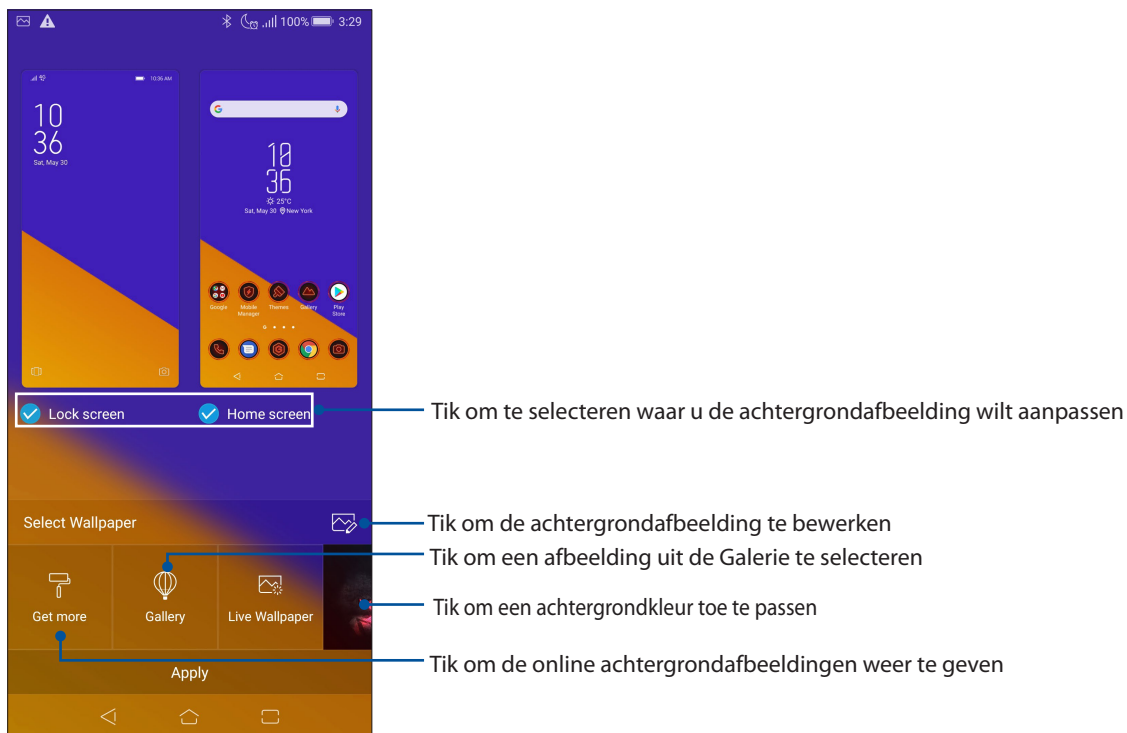 100% 3:29
10:36 AM
10
36
Sat, May 30
G
10
36
25°C
Sat, May 30 New York
Google Mobile Manager Themes Gallery Play Store
Lock screen Home screen
Tik om te selecteren waar u de achtergrondafbeelding wilt aanpassen
Select Wallpaper
Tik om de achtergrondafbeelding te bewerken
Tik om een afbeelding uit de Galerie te selecteren
Get more Gallery Live Wallpaper
Tik om een achtergrondkleur toe te passen
Tik om de online achtergrondafbeeldingen weer te geven
Apply